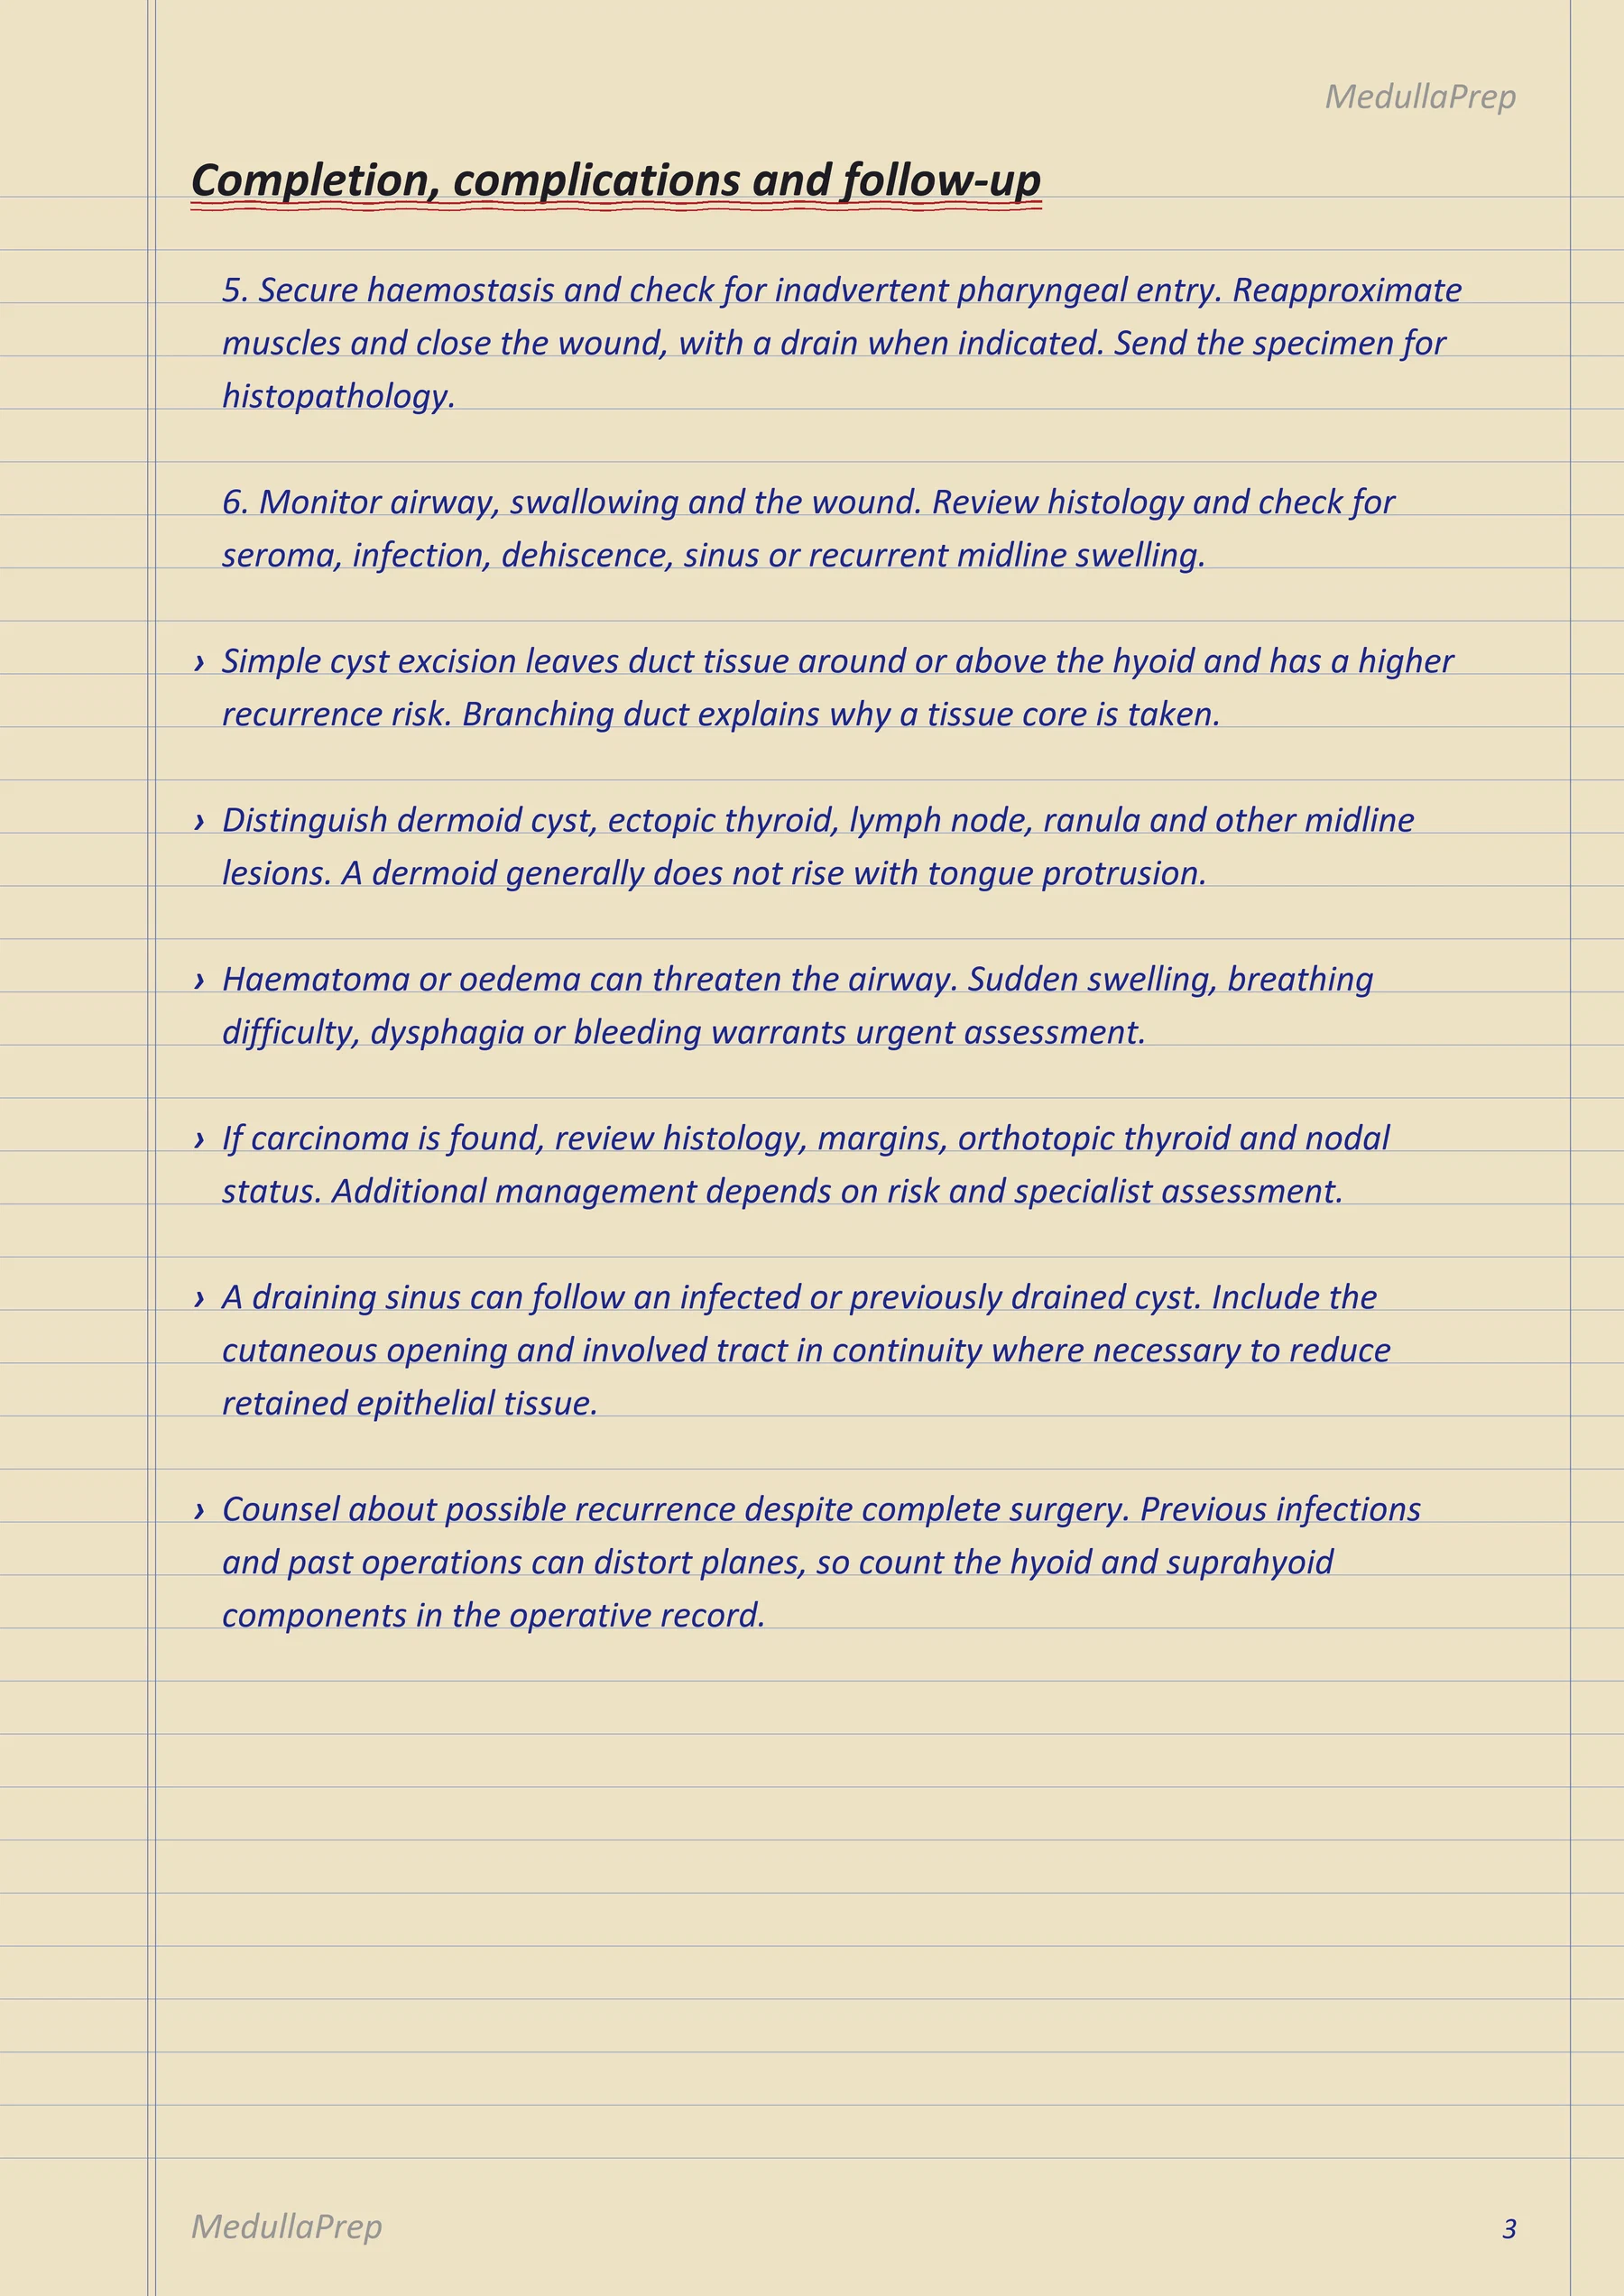 MedullaPrep
Completion, complications and follow-up
5. Secure haemostasis and check for inadvertent pharyngeal entry. Reapproximate
muscles and close the wound, with a drain when indicated. Send the specimen for
histopathology.
6. Monitor airway, swallowing and the wound. Review histology and check for
seroma, infection, dehiscence, sinus or recurrent midline swelling.
› Simple cyst excision leaves duct tissue around or above the hyoid and has a higher
recurrence risk. Branching duct explains why a tissue core is taken.
› Distinguish dermoid cyst, ectopic thyroid, lymph node, ranula and other midline
lesions. A dermoid generally does not rise with tongue protrusion.
› Haematoma or oedema can threaten the airway. Sudden swelling, breathing
difficulty, dysphagia or bleeding warrants urgent assessment.
› If carcinoma is found, review histology, margins, orthotopic thyroid and nodal
status. Additional management depends on risk and specialist assessment.
› A draining sinus can follow an infected or previously drained cyst. Include the
cutaneous opening and involved tract in continuity where necessary to reduce
retained epithelial tissue.
› Counsel about possible recurrence despite complete surgery. Previous infections
and past operations can distort planes, so count the hyoid and suprahyoid
components in the operative record.
MedullaPrep
3